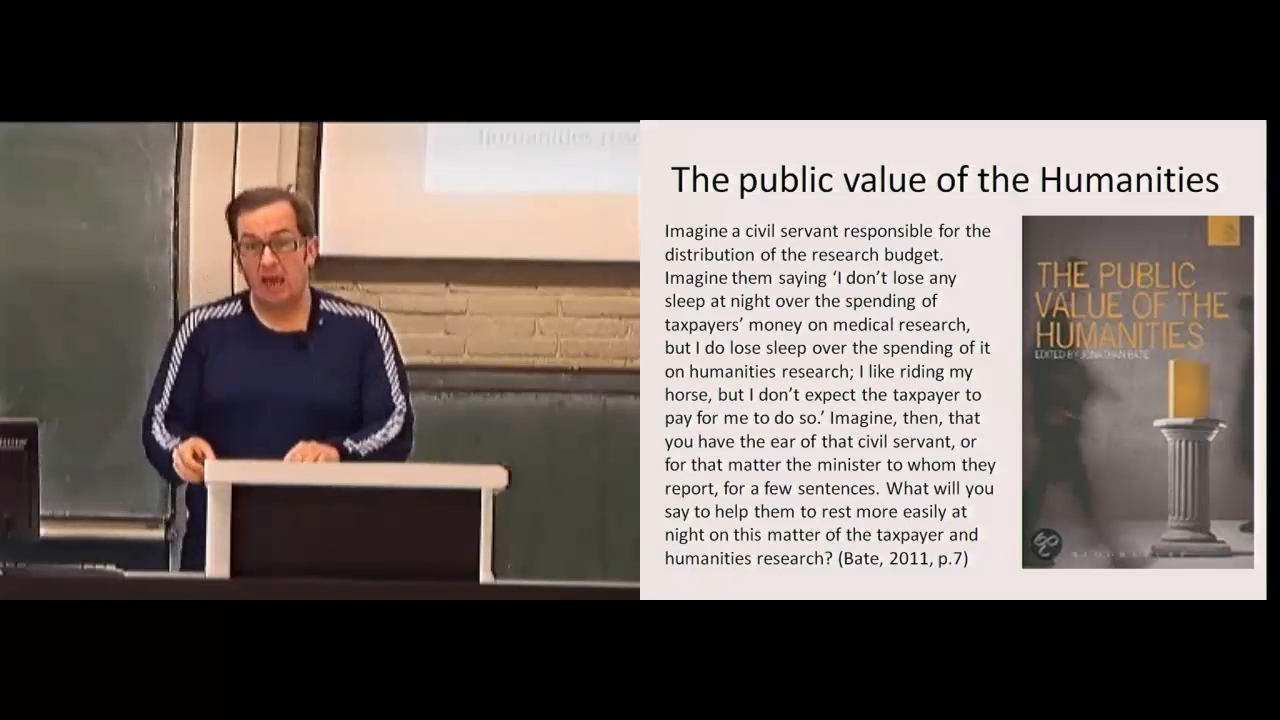 humanities rese
The public value of the Humanities
Imagine a civil servant responsible for the
distribution of the research budget.
Imagine them saying ‘I don’t lose any
sleep at night over the spending of
taxpayers’ money on medical research,
but I do lose sleep over the spending of it
on humanities research; I like riding my
horse, but I don’t expect the taxpayer to
pay for me to do so.’ Imagine, then, that
you have the ear of that civil servant, or
for that matter the minister to whom they
report, for a few sentences. What will you
say to help them to rest more easily at
night on this matter of the taxpayer and
humanities research? (Bate, 2011, p.7)
THE PUBLIC
VALUE OF THE
HUMANITIES
EDITED BY JONATHAN BATE
BLOOMSBURY